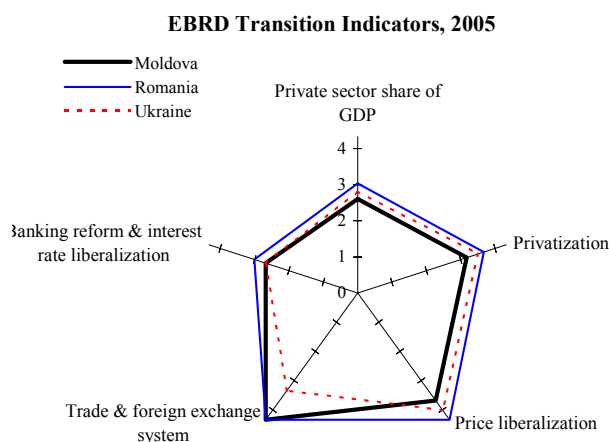 EBRD Transition Indicators, 2005
Moldova
Romania
Ukraine
Private sector share of
GDP
4
3
2
1
0
Banking reform & interest
rate liberalization
Privatization
Trade & foreign exchange
system
Price liberalization